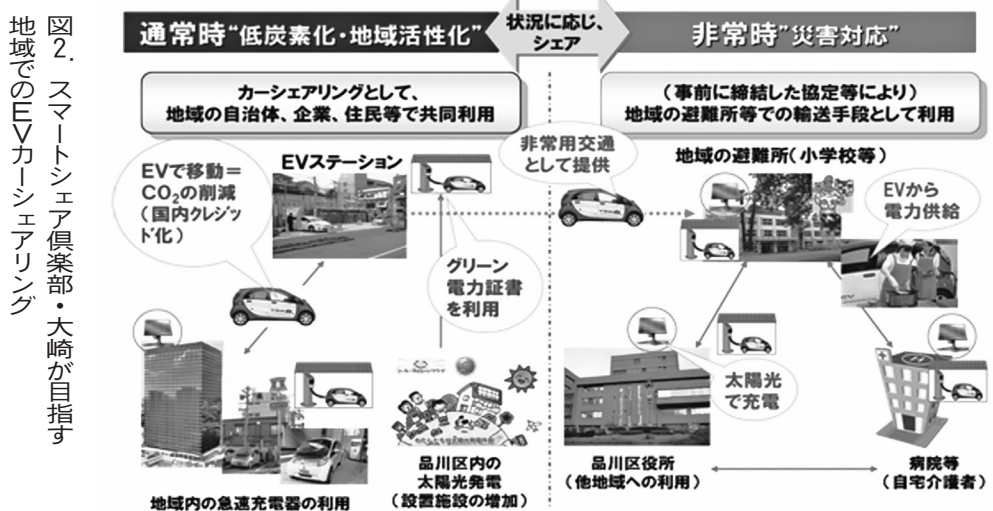 図2. スマートシェア倶楽部・大崎が目指す
地域でのEVカーシェアリング
通常時“低炭素化・地域活性化”
状況に応じ、
シェア
非常時“災害対応”
カーシェアリングとして、
地域の自治体、企業、住民等で共同利用
（事前に締結した協定等により）
地域の避難所等での輸送手段として利用
EVで移動＝
CO₂の削減
（国内クレジッ
ト化）
EVステーション
非常用交通
として提供
地域の避難所（小学校等）
EVから
電力供給
グリーン
電力証書
を利用
太陽光
で充電
地域内の急速充電器の利用
品川区内の
太陽光発電
（設置施設の増加）
品川区役所
（他地域への利用）
病院等
（自宅介護者）